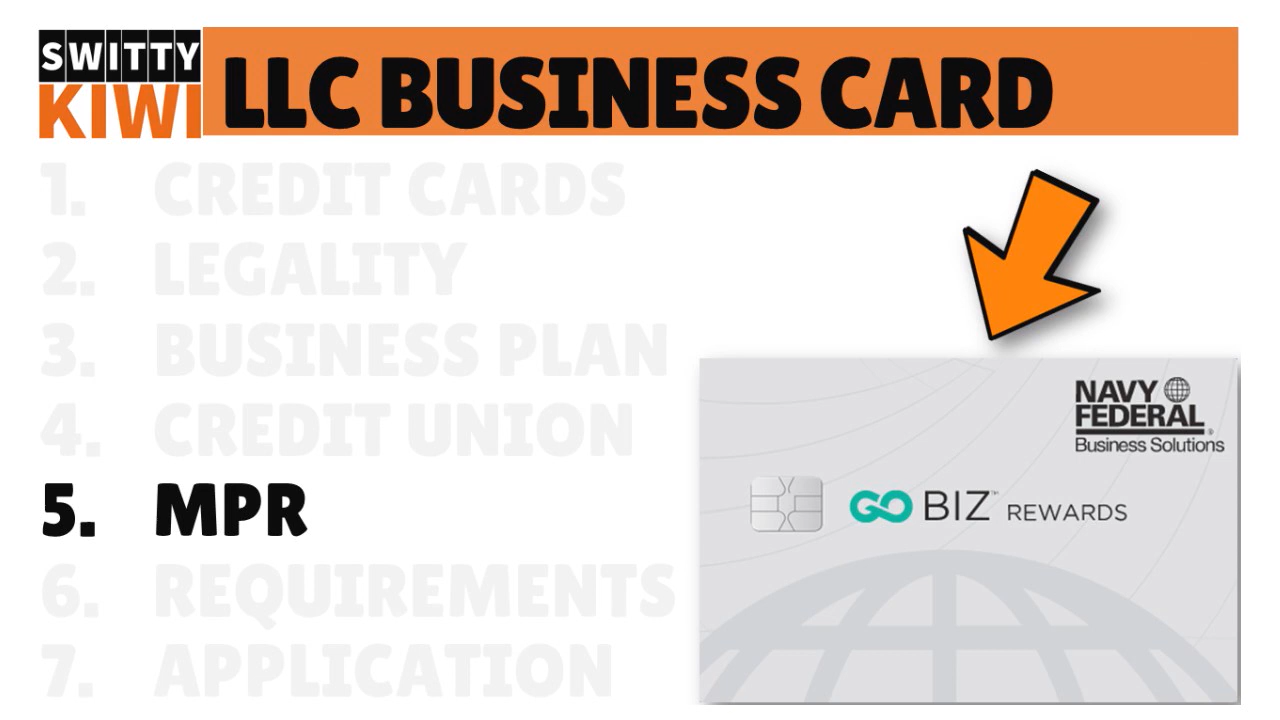 SWITTY
KIWI
LLC BUSINESS CARD
1. CREDIT CARDS
2. LEGALITY
3. BUSINESS PLAN
4. CREDIT UNION
5. MPR
6. REQUIREMENTS
7. APPLICATION
NAVY
FEDERAL®
Business Solutions
GO BIZ™ REWARDS